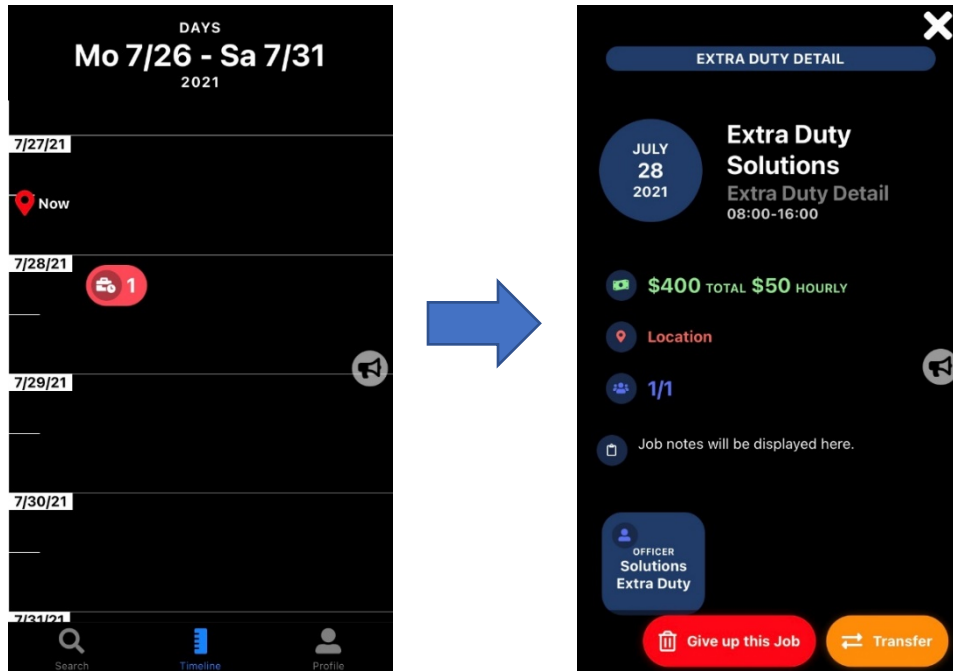 DAYS
Mo 7/26 - Sa 7/31
2021
7/27/21
Now
7/28/21
1
7/29/21
7/30/21
7/31/21
Search
Timeline
Profile
EXTRA DUTY DETAIL
JULY
28
2021
Extra Duty
Solutions
Extra Duty Detail
08:00-16:00
$400 TOTAL $50 HOURLY
Location
1/1
Job notes will be displayed here.
OFFICER
Solutions
Extra Duty
Give up this Job
Transfer